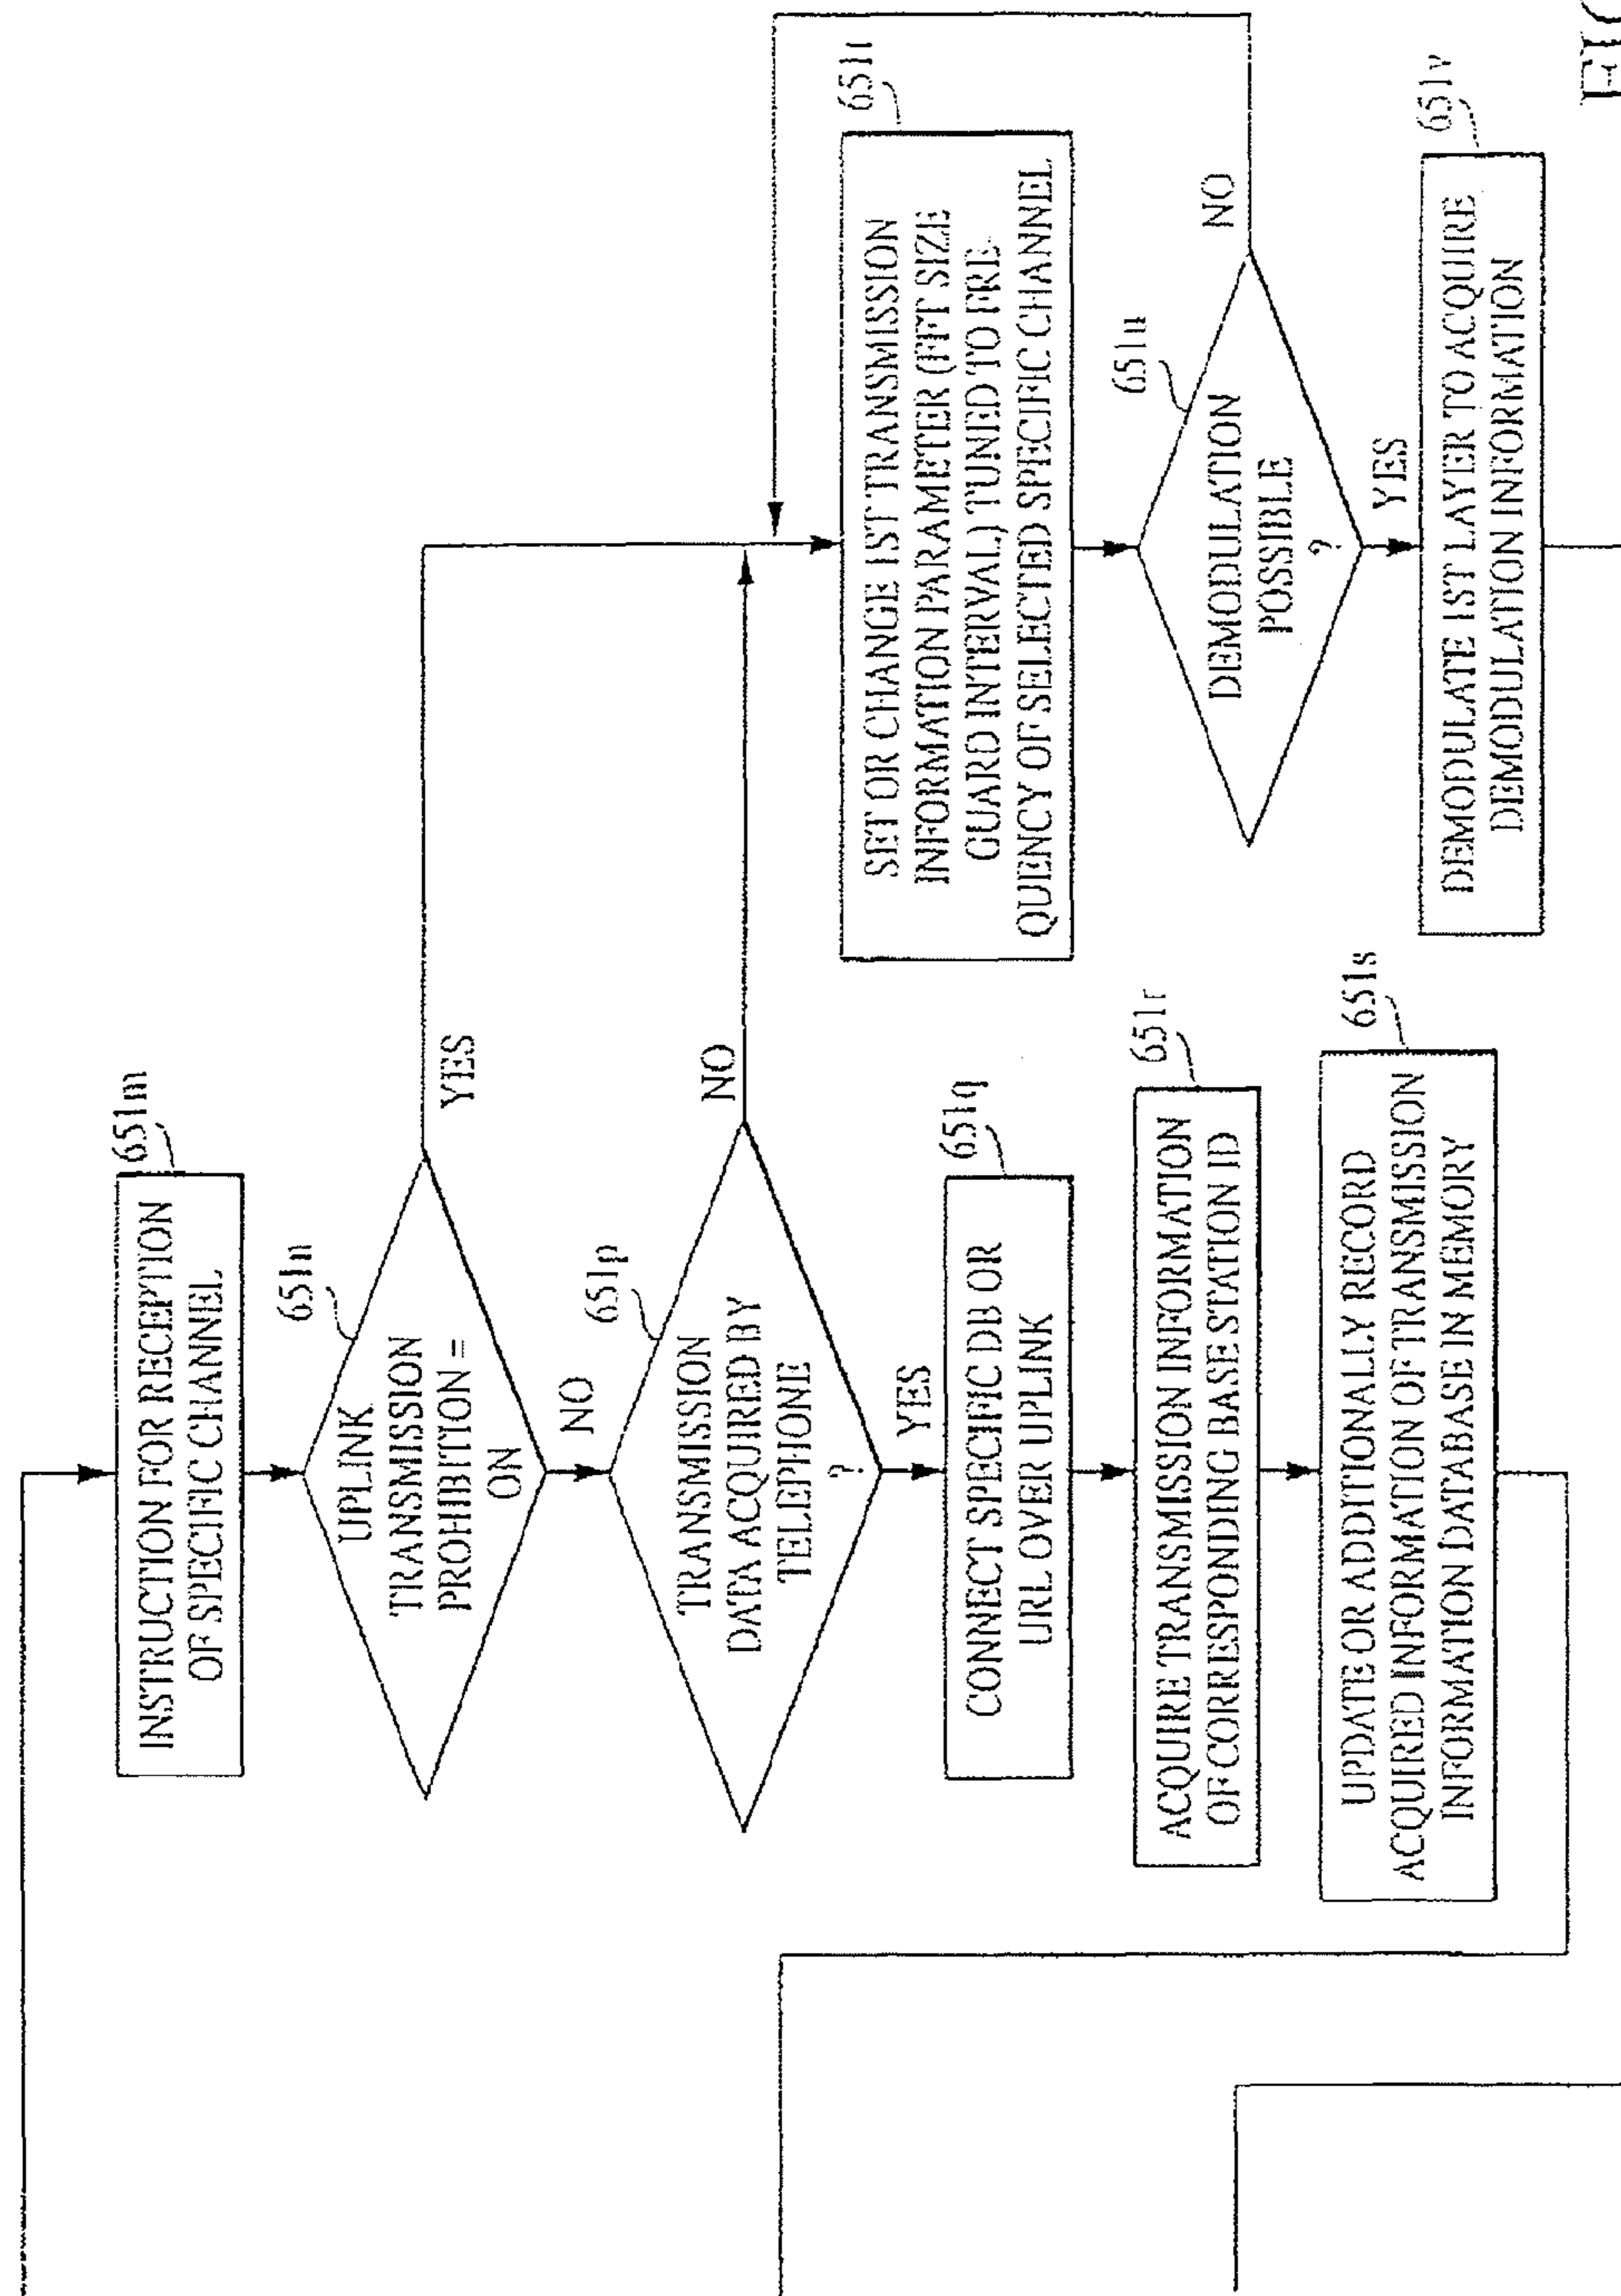 651m
INSTRUCTION FOR RECEPTION
OF SPECIFIC CHANNEL
651n
UPLINK
TRANSMISSION
PROHIBITION =
ON
YES
NO
651p
TRANSMISSION
DATA ACQUIRED BY
TELEPHONE
?
NO
YES
651q
CONNECT SPECIFIC DB OR
URL OVER UPLINK
651r
ACQUIRE TRANSMISSION INFORMATION
OF CORRESPONDING BASE STATION ID
651s
UPDATE OR ADDITIONALLY RECORD
ACQUIRED INFORMATION OF TRANSMISSION
INFORMATION DATABASE IN MEMORY
651t
SET OR CHANGE 1ST TRANSMISSION
INFORMATION PARAMETER (FFT SIZE
GUARD INTERVAL) TUNED TO FRE-
QUENCY OF SELECTED SPECIFIC CHANNEL
651u
DEMODULATION
POSSIBLE
?
NO
YES
651v
DEMODULATE 1ST LAYER TO ACQUIRE
DEMODULATION INFORMATION